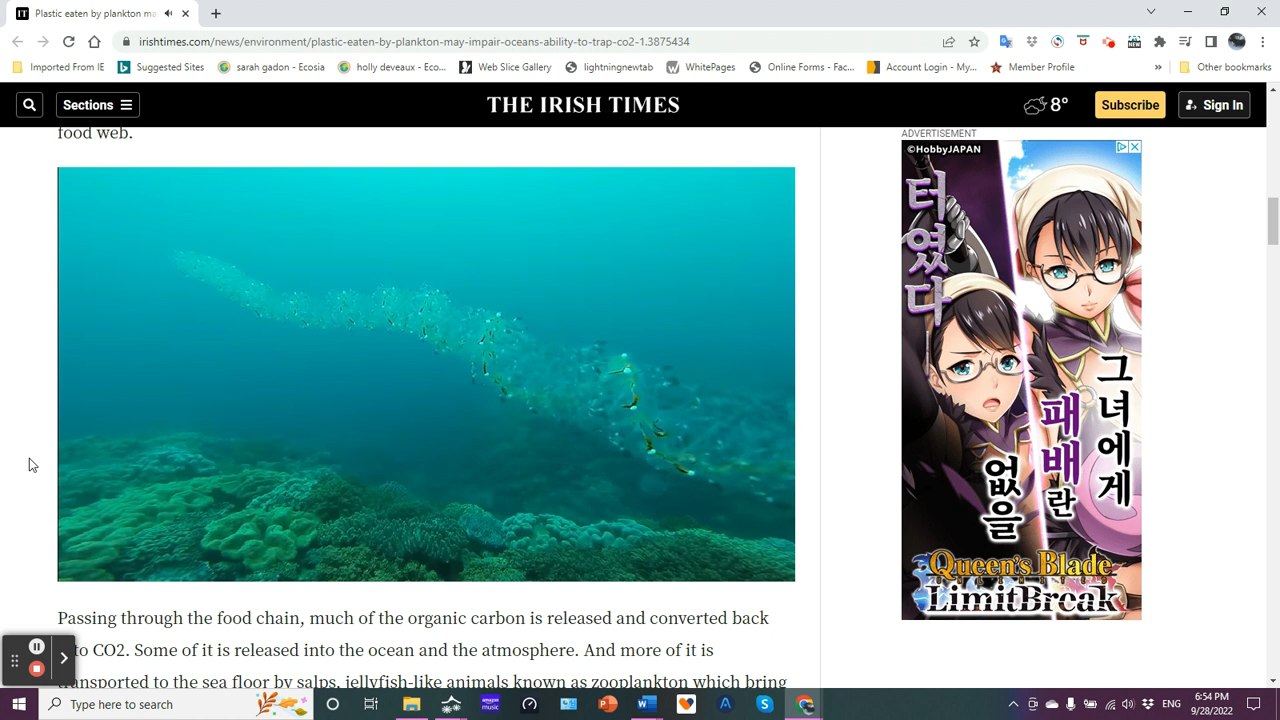 Plastic eaten by plankton ma
irishtimes.com/news/environment/plastic-eaten-by-plankton-may-impair-oceans-ability-to-trap-co2-1.3875434
Imported From IE
Suggested Sites
sarah gadon - Ecosia
holly deveaux - Eco...
Web Slice Gallery
lightningnewtab
WhitePages
Online Forms - Fac...
Account Login - My...
Member Profile
»
Other bookmarks
Sections
THE IRISH TIMES
8°
Subscribe
Sign In
food web.
ADVERTISEMENT
©HobbyJAPAN
터였다
그녀에게
패배란
없을
Queen's Blade
LimitBreak
Passing through the food chain, much of the organic carbon is released and converted back
to CO2. Some of it is released into the ocean and the atmosphere. And more of it is
transported to the sea floor by salps, jellyfish-like animals known as zooplankton which bring
Type here to search
amazon music
ENG
6:54 PM
9/28/2022